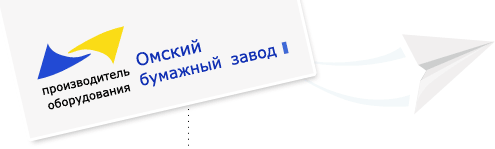 Омский
бумажный завод
производитель
оборудования